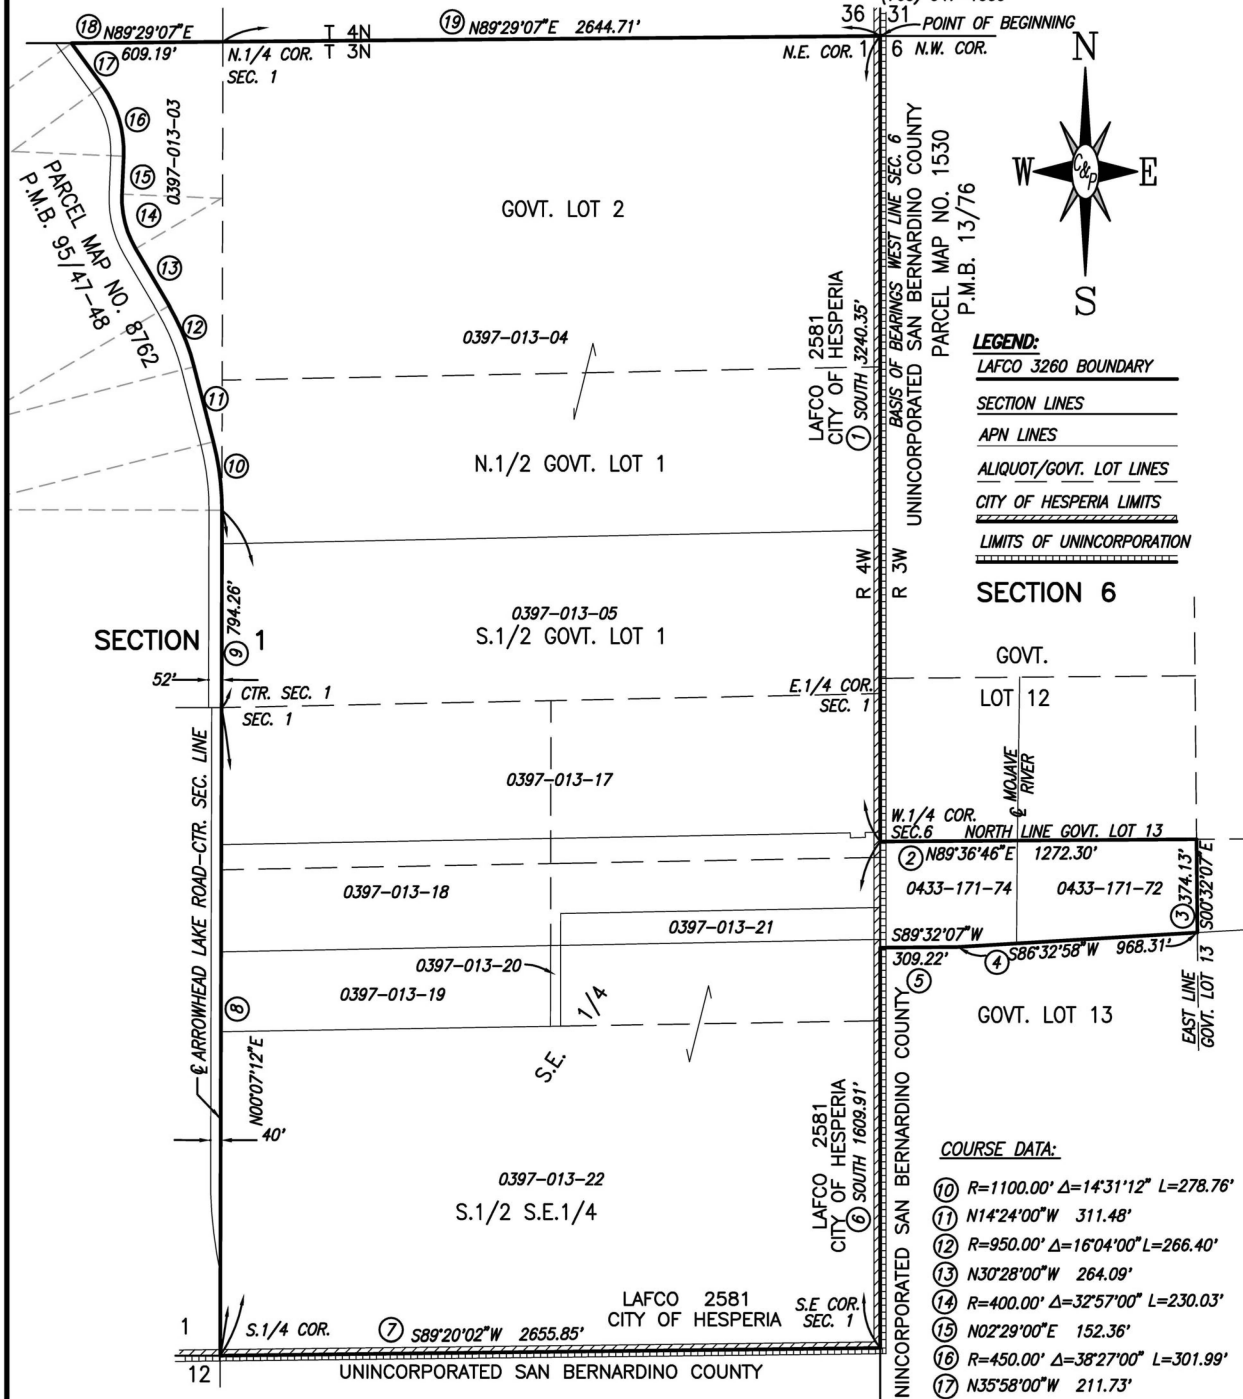 36 31
POINT OF BEGINNING
⑱ N89°29'07"E
609.19'
T 4N
T 3N
⑲ N89°29'07"E 2644.71'
N.1/4 COR.
SEC. 1
N.E. COR. 1
6 N.W. COR.
⑰
⑯
0397-013-03
⑮
⑭
⑬
⑫
⑪
⑩
PARCEL MAP NO. 8762
P.M.B. 95/47-48
GOVT. LOT 2
0397-013-04
N.1/2 GOVT. LOT 1
LAFCO 2581
CITY OF HESPERIA
① SOUTH 3240.35'
BASIS OF BEARINGS WEST LINE SEC. 6
UNINCORPORATED SAN BERNARDINO COUNTY
PARCEL MAP NO. 1530
P.M.B. 13/76
N
W
C&P
E
S
LEGEND:
LAFCO 3260 BOUNDARY
SECTION LINES
APN LINES
ALIQUOT/GOVT. LOT LINES
CITY OF HESPERIA LIMITS
LIMITS OF UNINCORPORATION
R 4W
R 3W
SECTION 6
SECTION 1
⑨ 794.26'
0397-013-05
S.1/2 GOVT. LOT 1
52'
CTR. SEC. 1
SEC. 1
E.1/4 COR.
SEC. 1
GOVT.
LOT 12
℄ MOJAVE
RIVER
℄ ARROWHEAD LAKE ROAD-CTR. SEC. LINE
0397-013-17
W.1/4 COR.
SEC.6
NORTH LINE GOVT. LOT 13
② N89°36'46"E 1272.30'
0433-171-74
0433-171-72
③ 374.13'
S00°32'07"E
0397-013-18
0397-013-21
S89°32'07"W
309.22'
⑤
④ S86°32'58"W 968.31'
EAST LINE
GOVT. LOT 13
0397-013-20
0397-013-19
⑧
N00°07'12"E
S.E. 1/4
GOVT. LOT 13
40'
0397-013-22
S.1/2 S.E.1/4
LAFCO 2581
CITY OF HESPERIA
⑥ SOUTH 1609.91'
NINCORPORATED SAN BERNARDINO COUNTY
COURSE DATA:
⑩ R=1100.00' Δ=14°31'12" L=278.76'
⑪ N14°24'00"W 311.48'
⑫ R=950.00' Δ=16°04'00" L=266.40'
⑬ N30°28'00"W 264.09'
⑭ R=400.00' Δ=32°57'00" L=230.03'
⑮ N02°29'00"E 152.36'
⑯ R=450.00' Δ=38°27'00" L=301.99'
⑰ N35°58'00"W 211.73'
LAFCO 2581
CITY OF HESPERIA
S.E COR.
SEC. 1
1
S.1/4 COR.
⑦ S89°20'02"W 2655.85'
12
UNINCORPORATED SAN BERNARDINO COUNTY